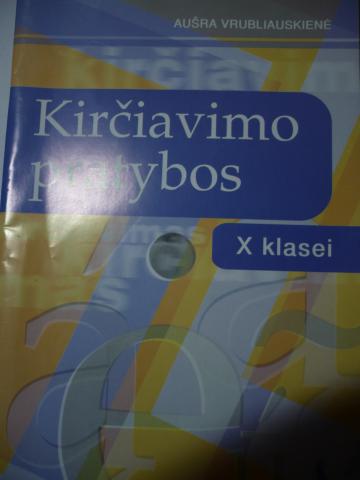 AUŠRA VRUBLIAUSKIENĖ
Kirčiavimo
pratybos
X klasei